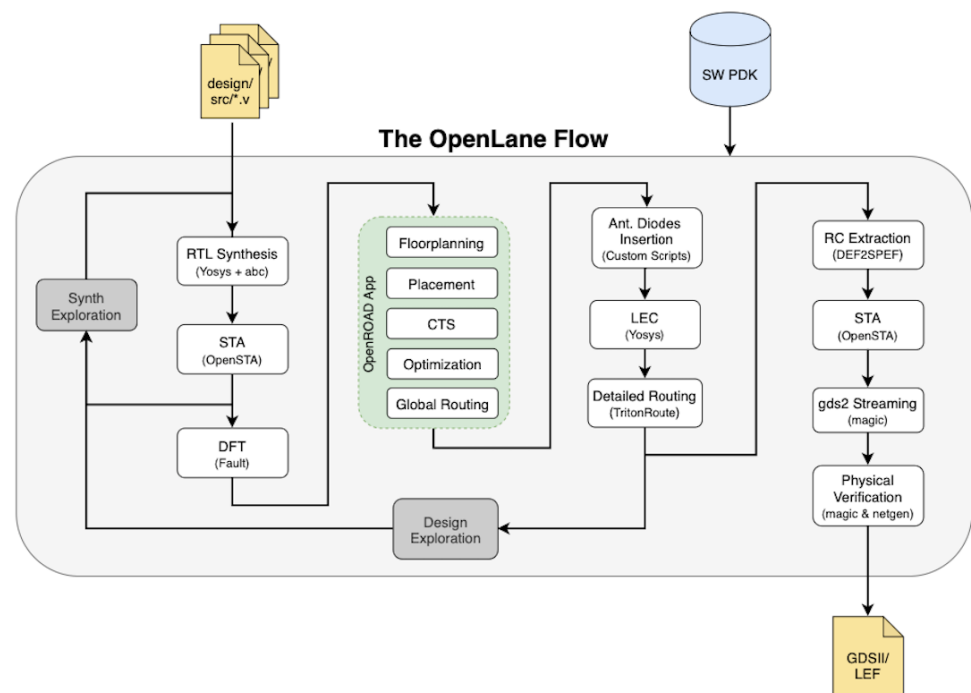 design/
src/*.v
SW PDK
The OpenLane Flow
RTL Synthesis
(Yosys + abc)
STA
(OpenSTA)
DFT
(Fault)
Synth
Exploration
OpenROAD App
Floorplanning
Placement
CTS
Optimization
Global Routing
Design
Exploration
Ant. Diodes
Insertion
(Custom Scripts)
LEC
(Yosys)
Detailed Routing
(TritonRoute)
RC Extraction
(DEF2SPEF)
STA
(OpenSTA)
gds2 Streaming
(magic)
Physical
Verification
(magic & netgen)
GDSII/
LEF